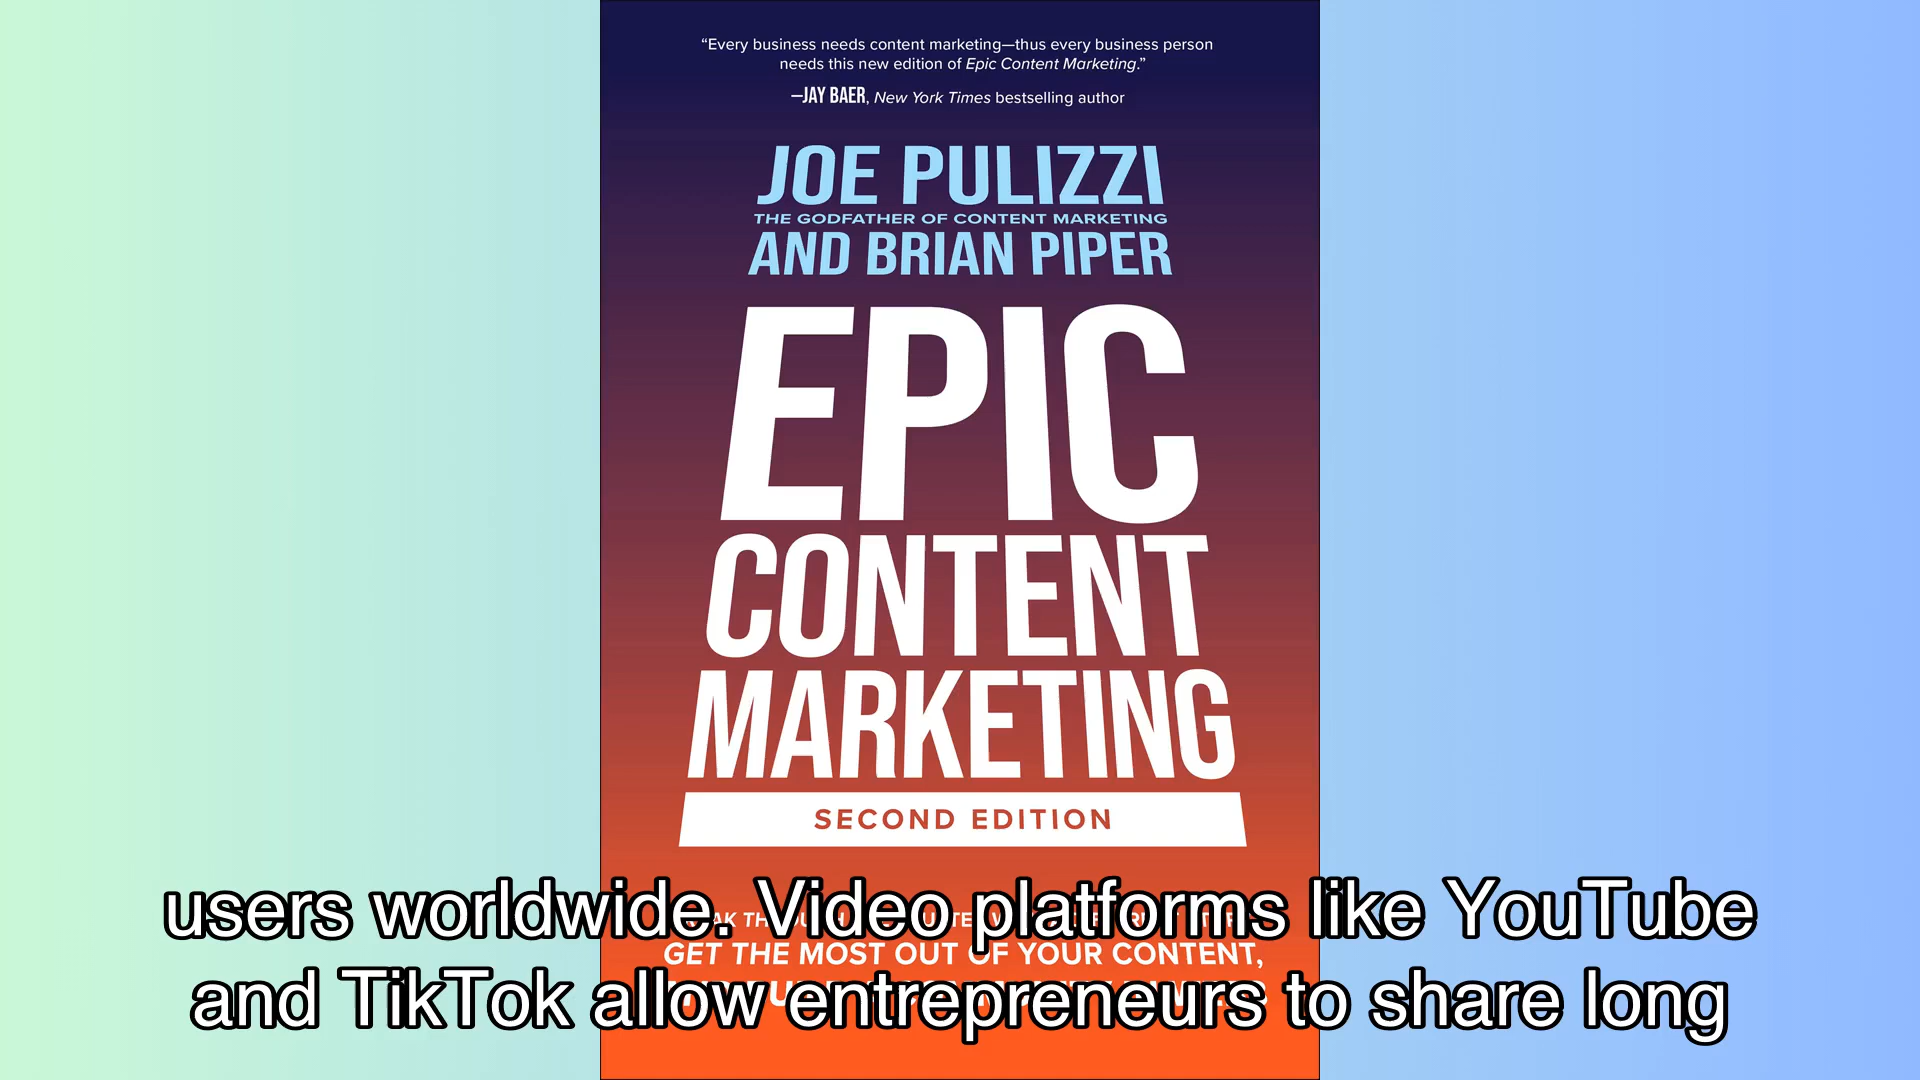 “Every business needs content marketing—thus every business person
needs this new edition of Epic Content Marketing.”
—JAY BAER, New York Times bestselling author
JOE PULIZZI
THE GODFATHER OF CONTENT MARKETING
AND BRIAN PIPER
EPIC
CONTENT
MARKETING
SECOND EDITION
users worldwide. Video platforms like YouTube
GET THE MOST OUT OF YOUR CONTENT,
and TikTok allow entrepreneurs to share long